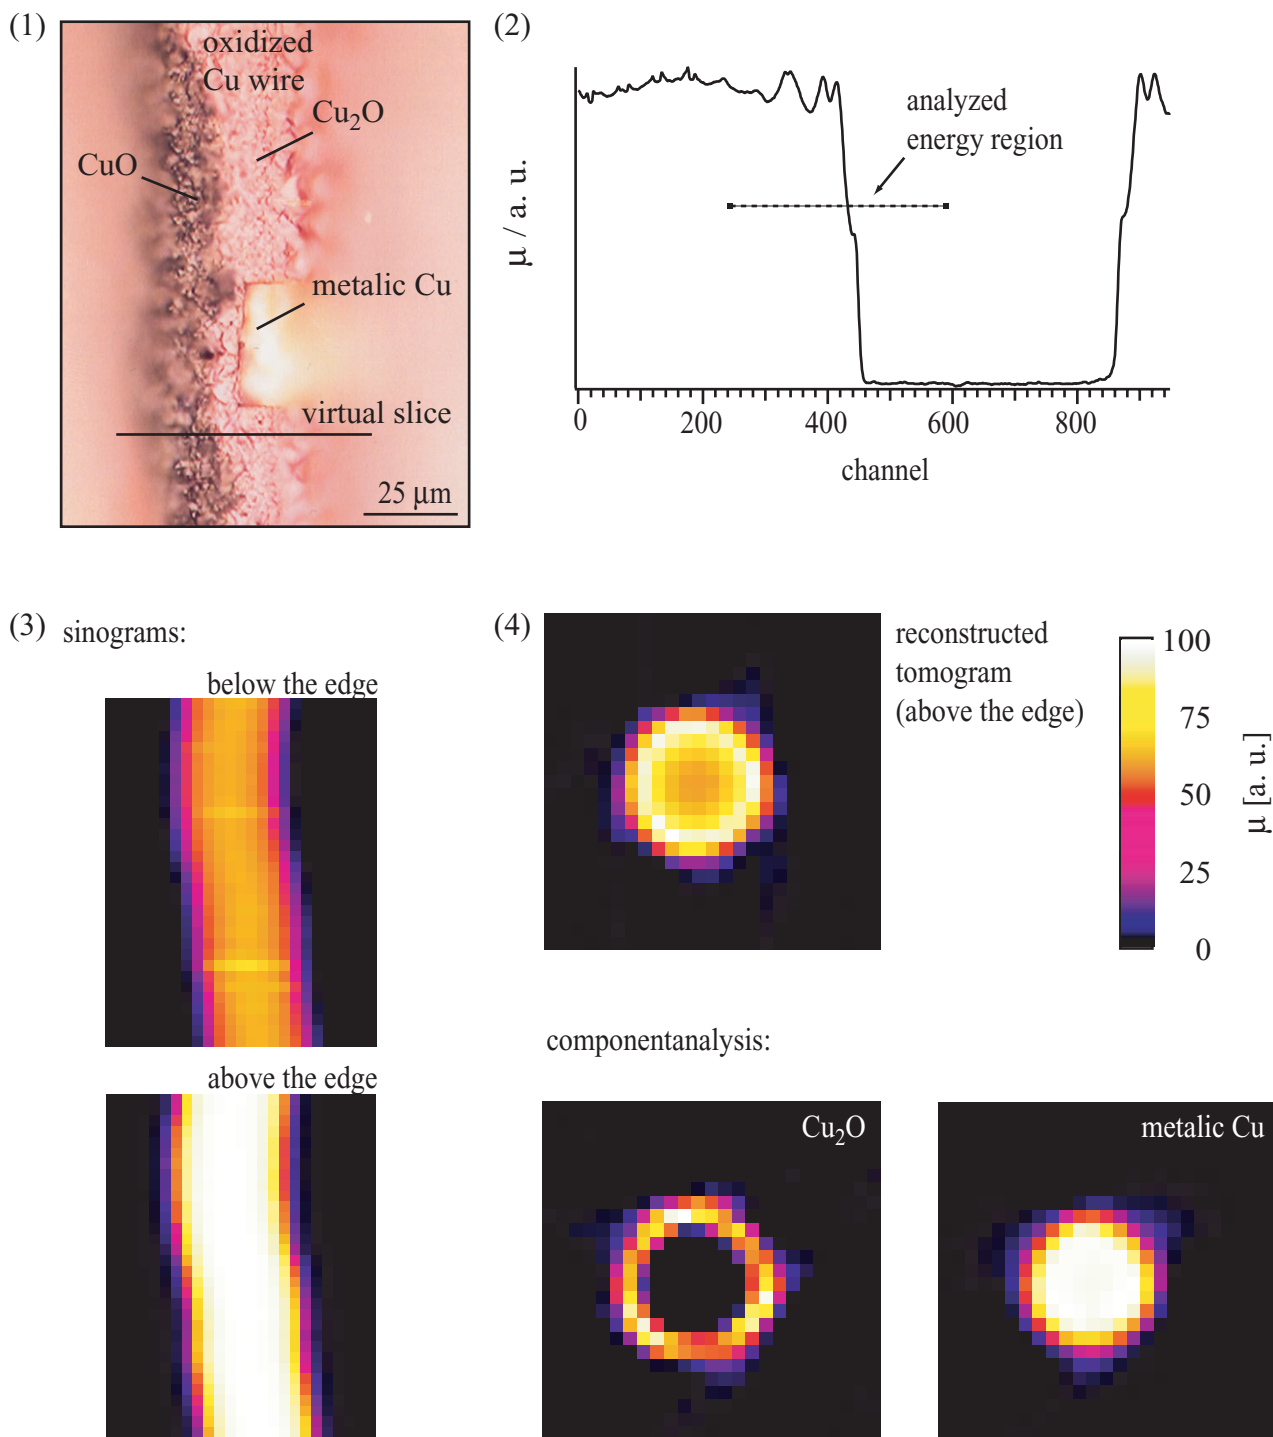 (1)
oxidized
Cu wire
Cu₂O
CuO
metalic Cu
virtual slice
25 μm
(2)
μ / a. u.
analyzed
energy region
0 200 400 600 800
channel
(3) sinograms:
below the edge
above the edge
(4)
reconstructed
tomogram
(above the edge)
100
75
50
25
0
μ [a. u.]
componentanalysis:
Cu₂O
metalic Cu